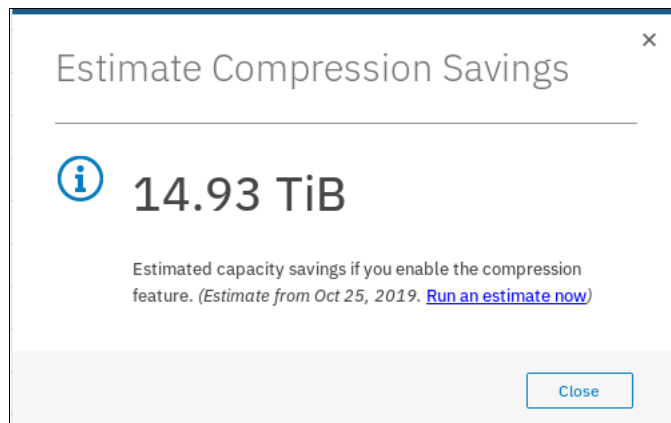 Estimate Compression Savings
14.93 TiB
Estimated capacity savings if you enable the compression
feature. (Estimate from Oct 25, 2019. Run an estimate now)
Close